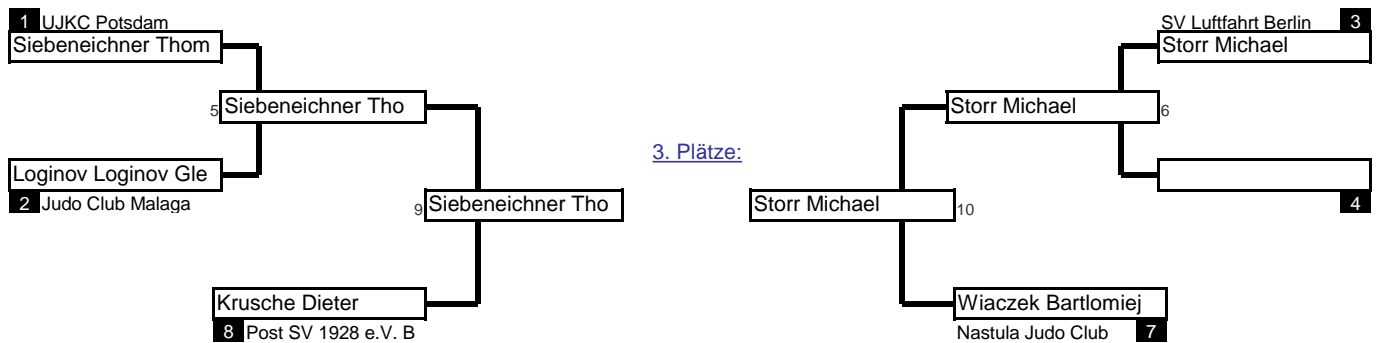 1 UJKC Potsdam
Siebeneichner Thom
5 Siebeneichner Tho
Loginov Loginov Gle
2 Judo Club Malaga
9 Siebeneichner Tho
Krusche Dieter
8 Post SV 1928 e.V. B
3. Plätze:
SV Luftfahrt Berlin 3
Storr Michael
Storr Michael 6
4
Storr Michael 10
Wiaczek Bartlomiej
Nastula Judo Club 7